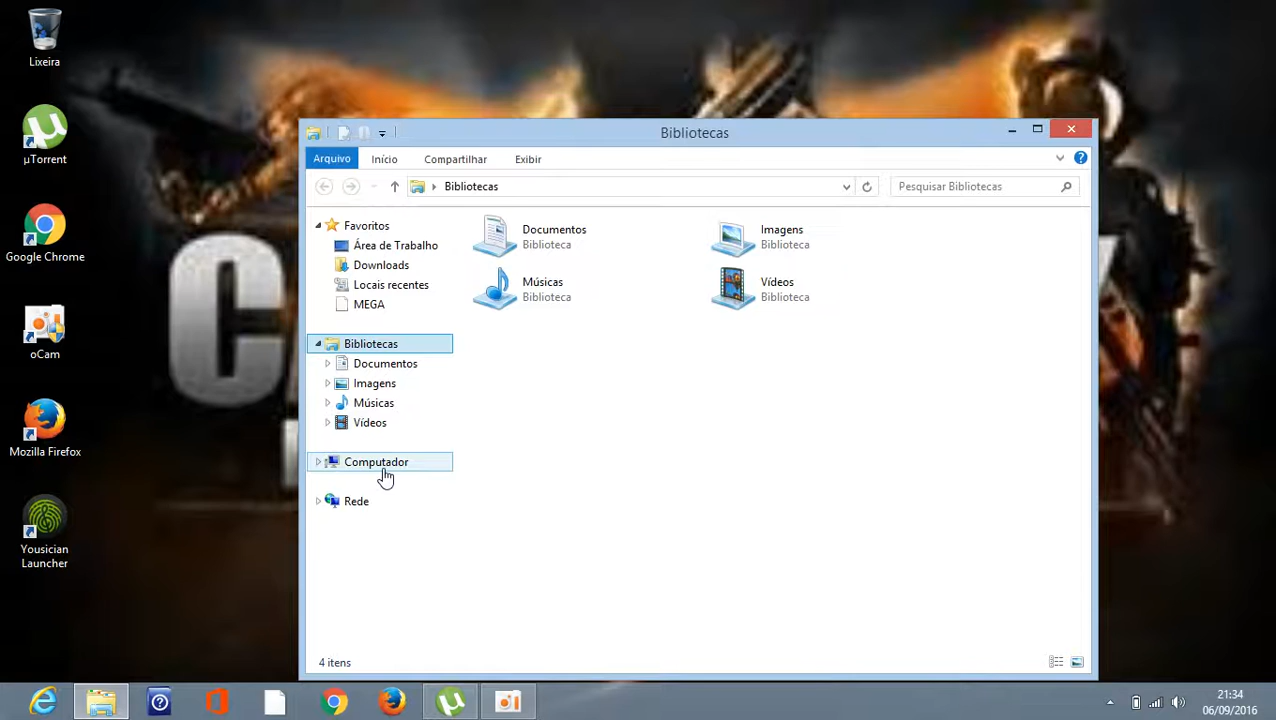 Lixeira
µTorrent
Google Chrome
oCam
Mozilla Firefox
Yousician
Launcher
Bibliotecas
Arquivo
Início
Compartilhar
Exibir
Bibliotecas
Pesquisar Bibliotecas
Favoritos
Área de Trabalho
Downloads
Locais recentes
MEGA
Bibliotecas
Documentos
Imagens
Músicas
Vídeos
Computador
Rede
Documentos
Biblioteca
Imagens
Biblioteca
Músicas
Biblioteca
Vídeos
Biblioteca
4 itens
21:34
06/09/2016